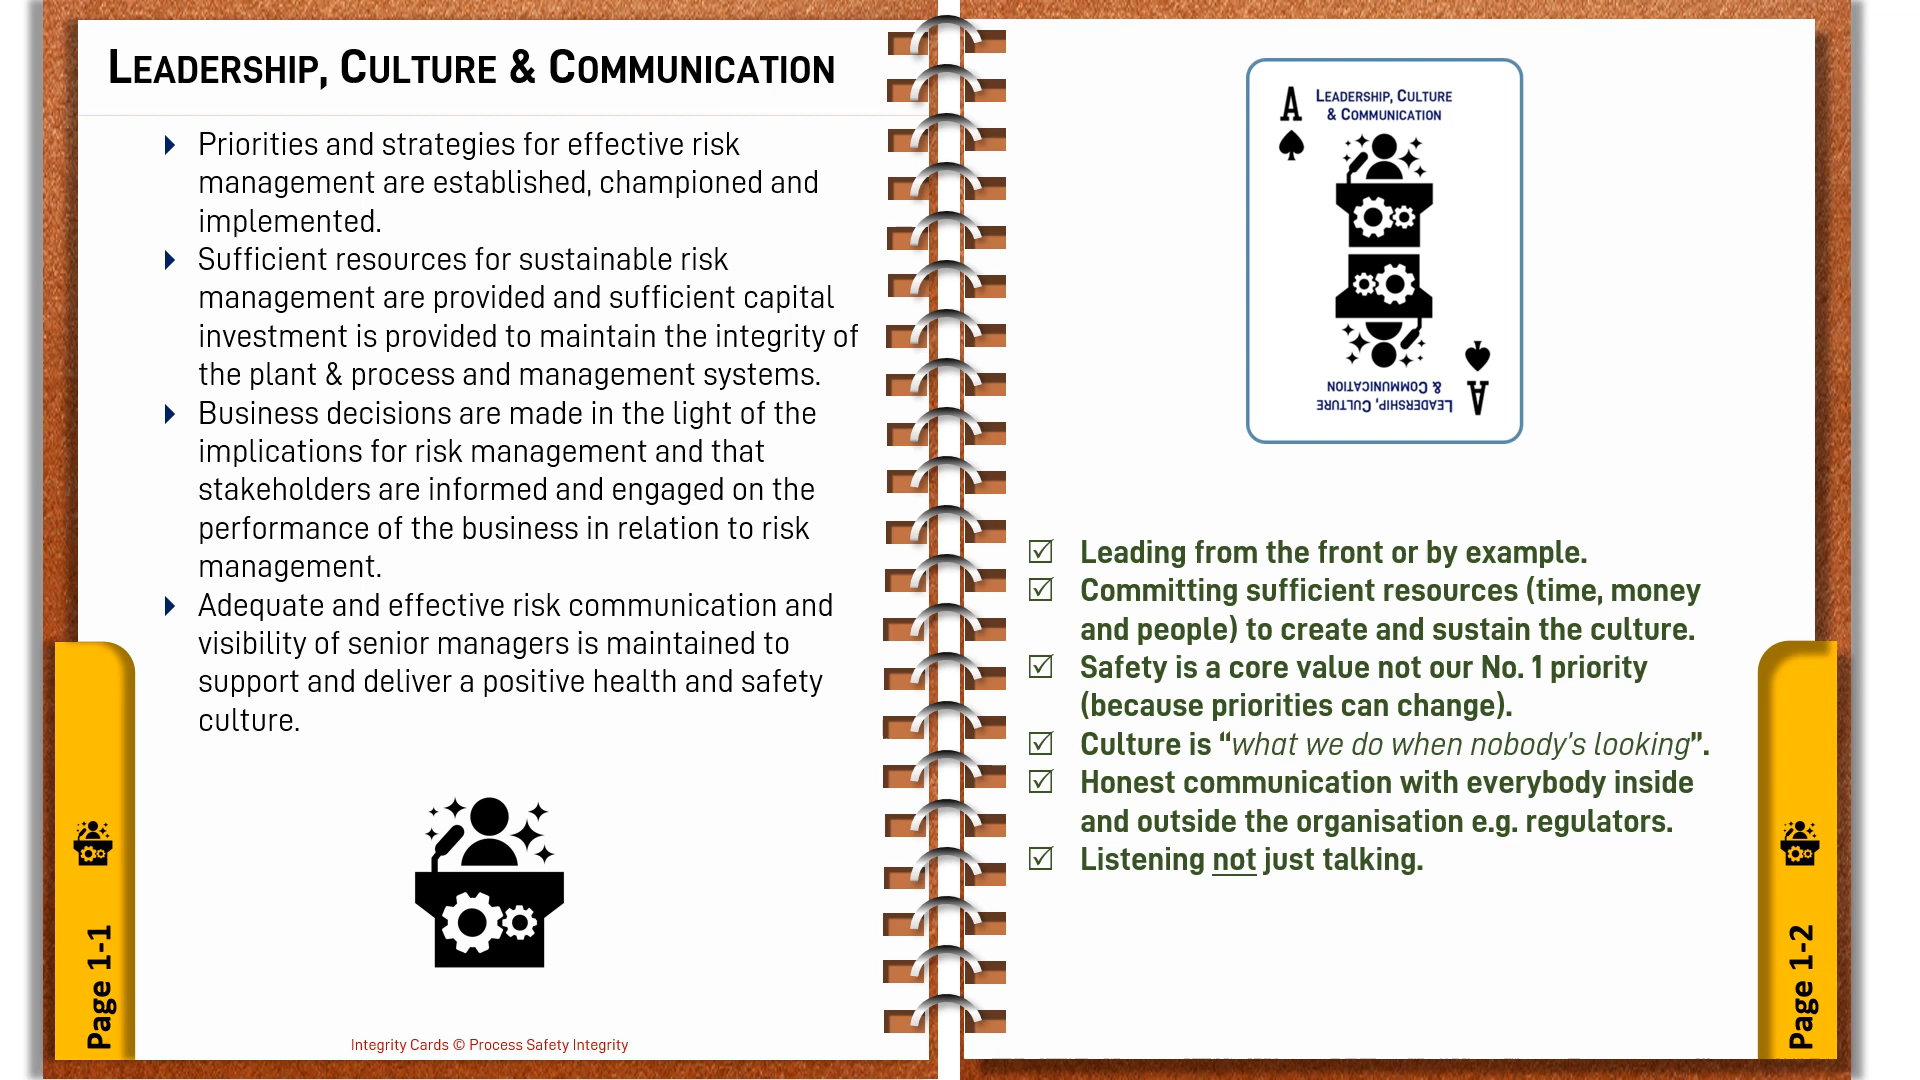 LEADERSHIP, CULTURE & COMMUNICATION
Priorities and strategies for effective risk
management are established, championed and
implemented.
Sufficient resources for sustainable risk
management are provided and sufficient capital
investment is provided to maintain the integrity of
the plant & process and management systems.
Business decisions are made in the light of the
implications for risk management and that
stakeholders are informed and engaged on the
performance of the business in relation to risk
management.
Adequate and effective risk communication and
visibility of senior managers is maintained to
support and deliver a positive health and safety
culture.
Page 1-1
Integrity Cards © Process Safety Integrity
A
LEADERSHIP, CULTURE
& COMMUNICATION
LEADERSHIP, CULTURE
& COMMUNICATION
A
Leading from the front or by example.
Committing sufficient resources (time, money
and people) to create and sustain the culture.
Safety is a core value not our No. 1 priority
(because priorities can change).
Culture is “what we do when nobody's looking”.
Honest communication with everybody inside
and outside the organisation e.g. regulators.
Listening not just talking.
Page 1-2